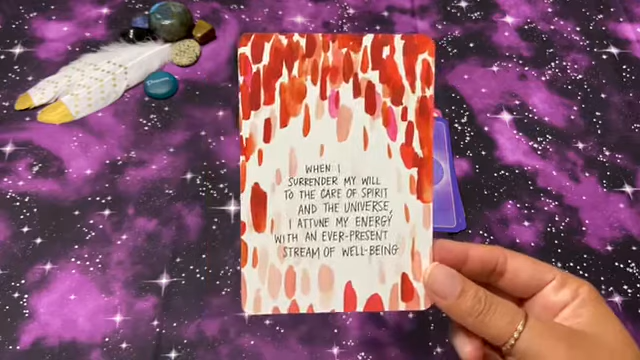 WHEN I
SURRENDER MY WILL
TO THE CARE OF SPIRIT
AND THE UNIVERSE,
I ATTUNE MY ENERGY
WITH AN EVER-PRESENT
STREAM OF WELL-BEING